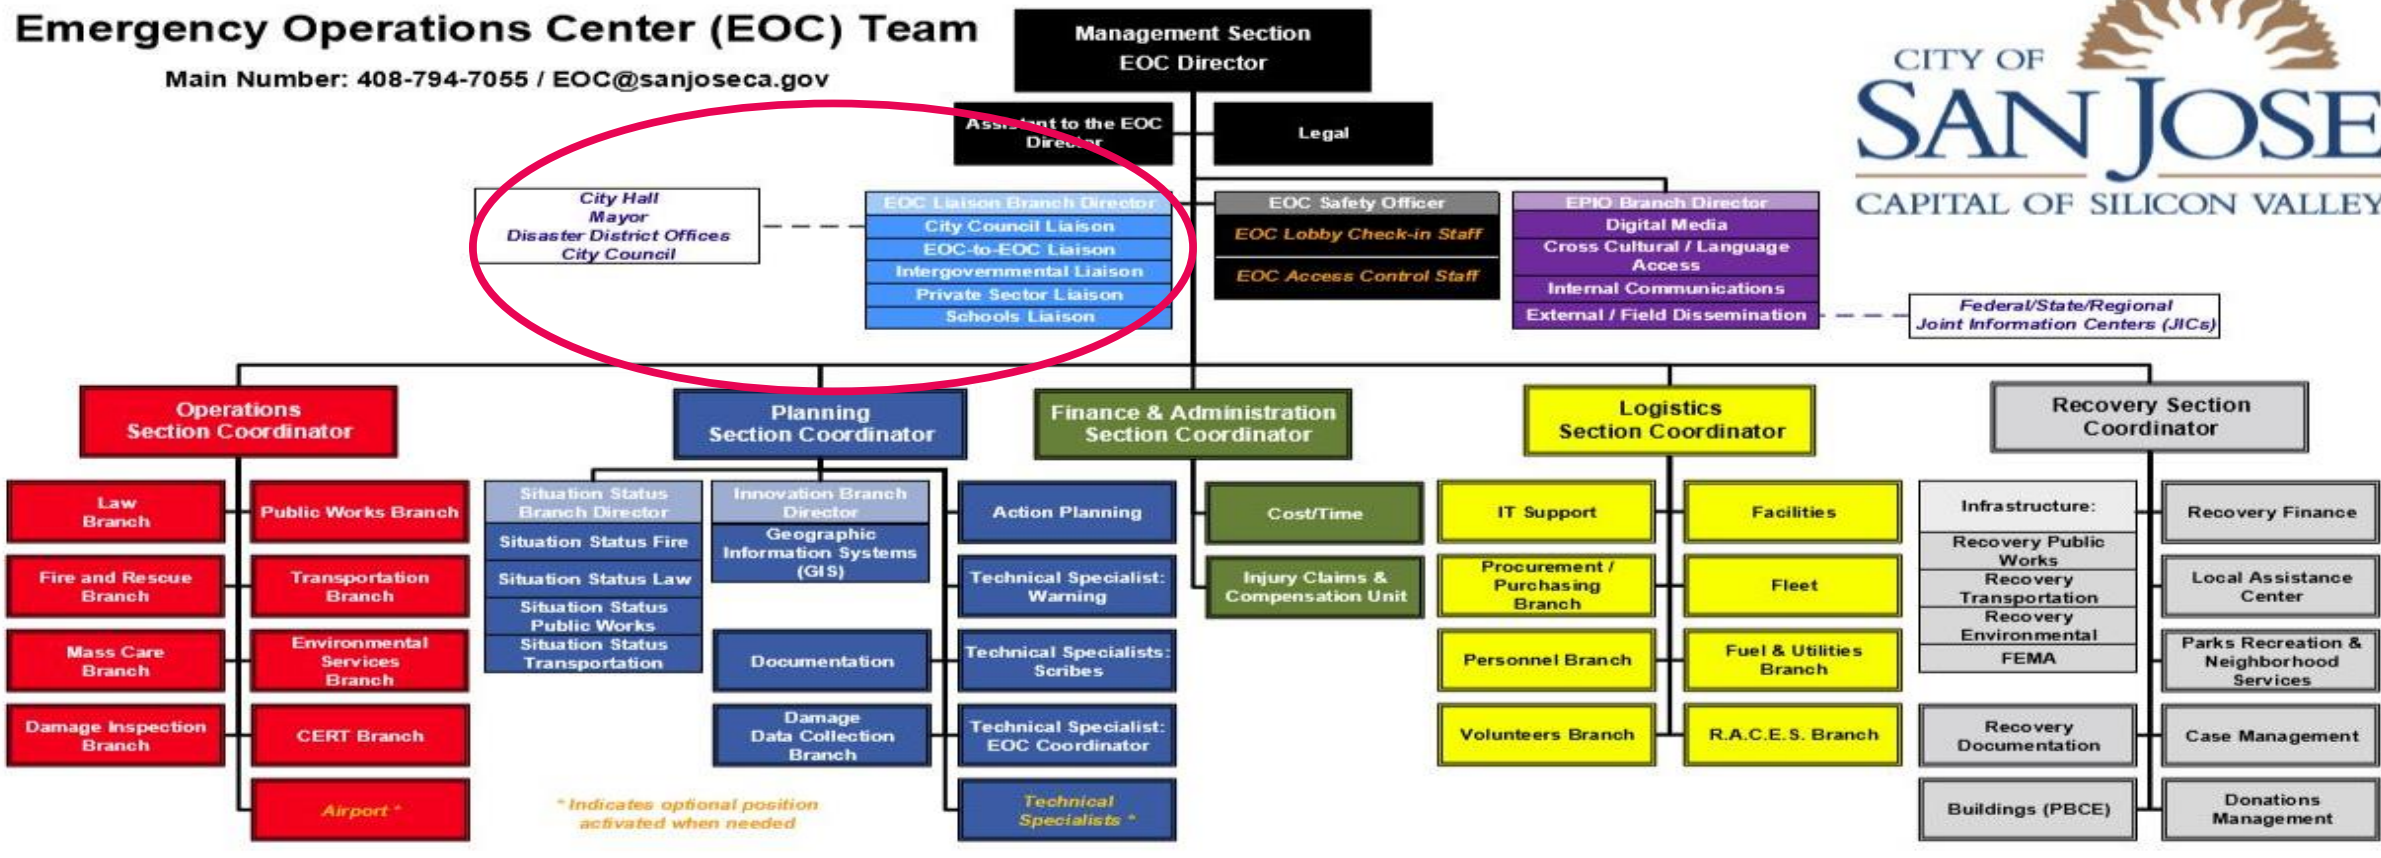 Emergency Operations Center (EOC) Team
Main Number: 408-794-7055 / EOC@sanjoseca.gov
Management Section
EOC Director
CITY OF
SAN JOSE
CAPITAL OF SILICON VALLEY
Assistant to the EOC
Director
Legal
City Hall
Mayor
Disaster District Offices
City Council
EOC Liaison Branch Director
City Council Liaison
EOC-to-EOC Liaison
Intergovernmental Liaison
Private Sector Liaison
Schools Liaison
EOC Safety Officer
EOC Lobby Check-in Staff
EOC Access Control Staff
EPIO Branch Director
Digital Media
Cross Cultural / Language
Access
Internal Communications
External / Field Dissemination
Federal/State/Regional
Joint Information Centers (JICs)
Operations
Section Coordinator
Law
Branch
Public Works Branch
Fire and Rescue
Branch
Transportation
Branch
Mass Care
Branch
Environmental
Services
Branch
Damage Inspection
Branch
CERT Branch
Airport *
Planning
Section Coordinator
Situation Status
Branch Director
Situation Status Fire
Situation Status Law
Situation Status
Public Works
Situation Status
Transportation
Innovation Branch
Director
Geographic
Information Systems
(GIS)
Documentation
Damage
Data Collection
Branch
Action Planning
Technical Specialist:
Warning
Technical Specialists:
Scribes
Technical Specialist:
EOC Coordinator
Technical
Specialists *
* Indicates optional position
activated when needed
Finance & Administration
Section Coordinator
Cost/Time
Injury Claims &
Compensation Unit
Logistics
Section Coordinator
IT Support
Facilities
Procurement /
Purchasing
Branch
Fleet
Personnel Branch
Fuel & Utilities
Branch
Volunteers Branch
R.A.C.E.S. Branch
Recovery Section
Coordinator
Infrastructure:
Recovery Public
Works
Recovery
Transportation
Recovery
Environmental
FEMA
Recovery
Documentation
Buildings (PBCE)
Recovery Finance
Local Assistance
Center
Parks Recreation &
Neighborhood
Services
Case Management
Donations
Management